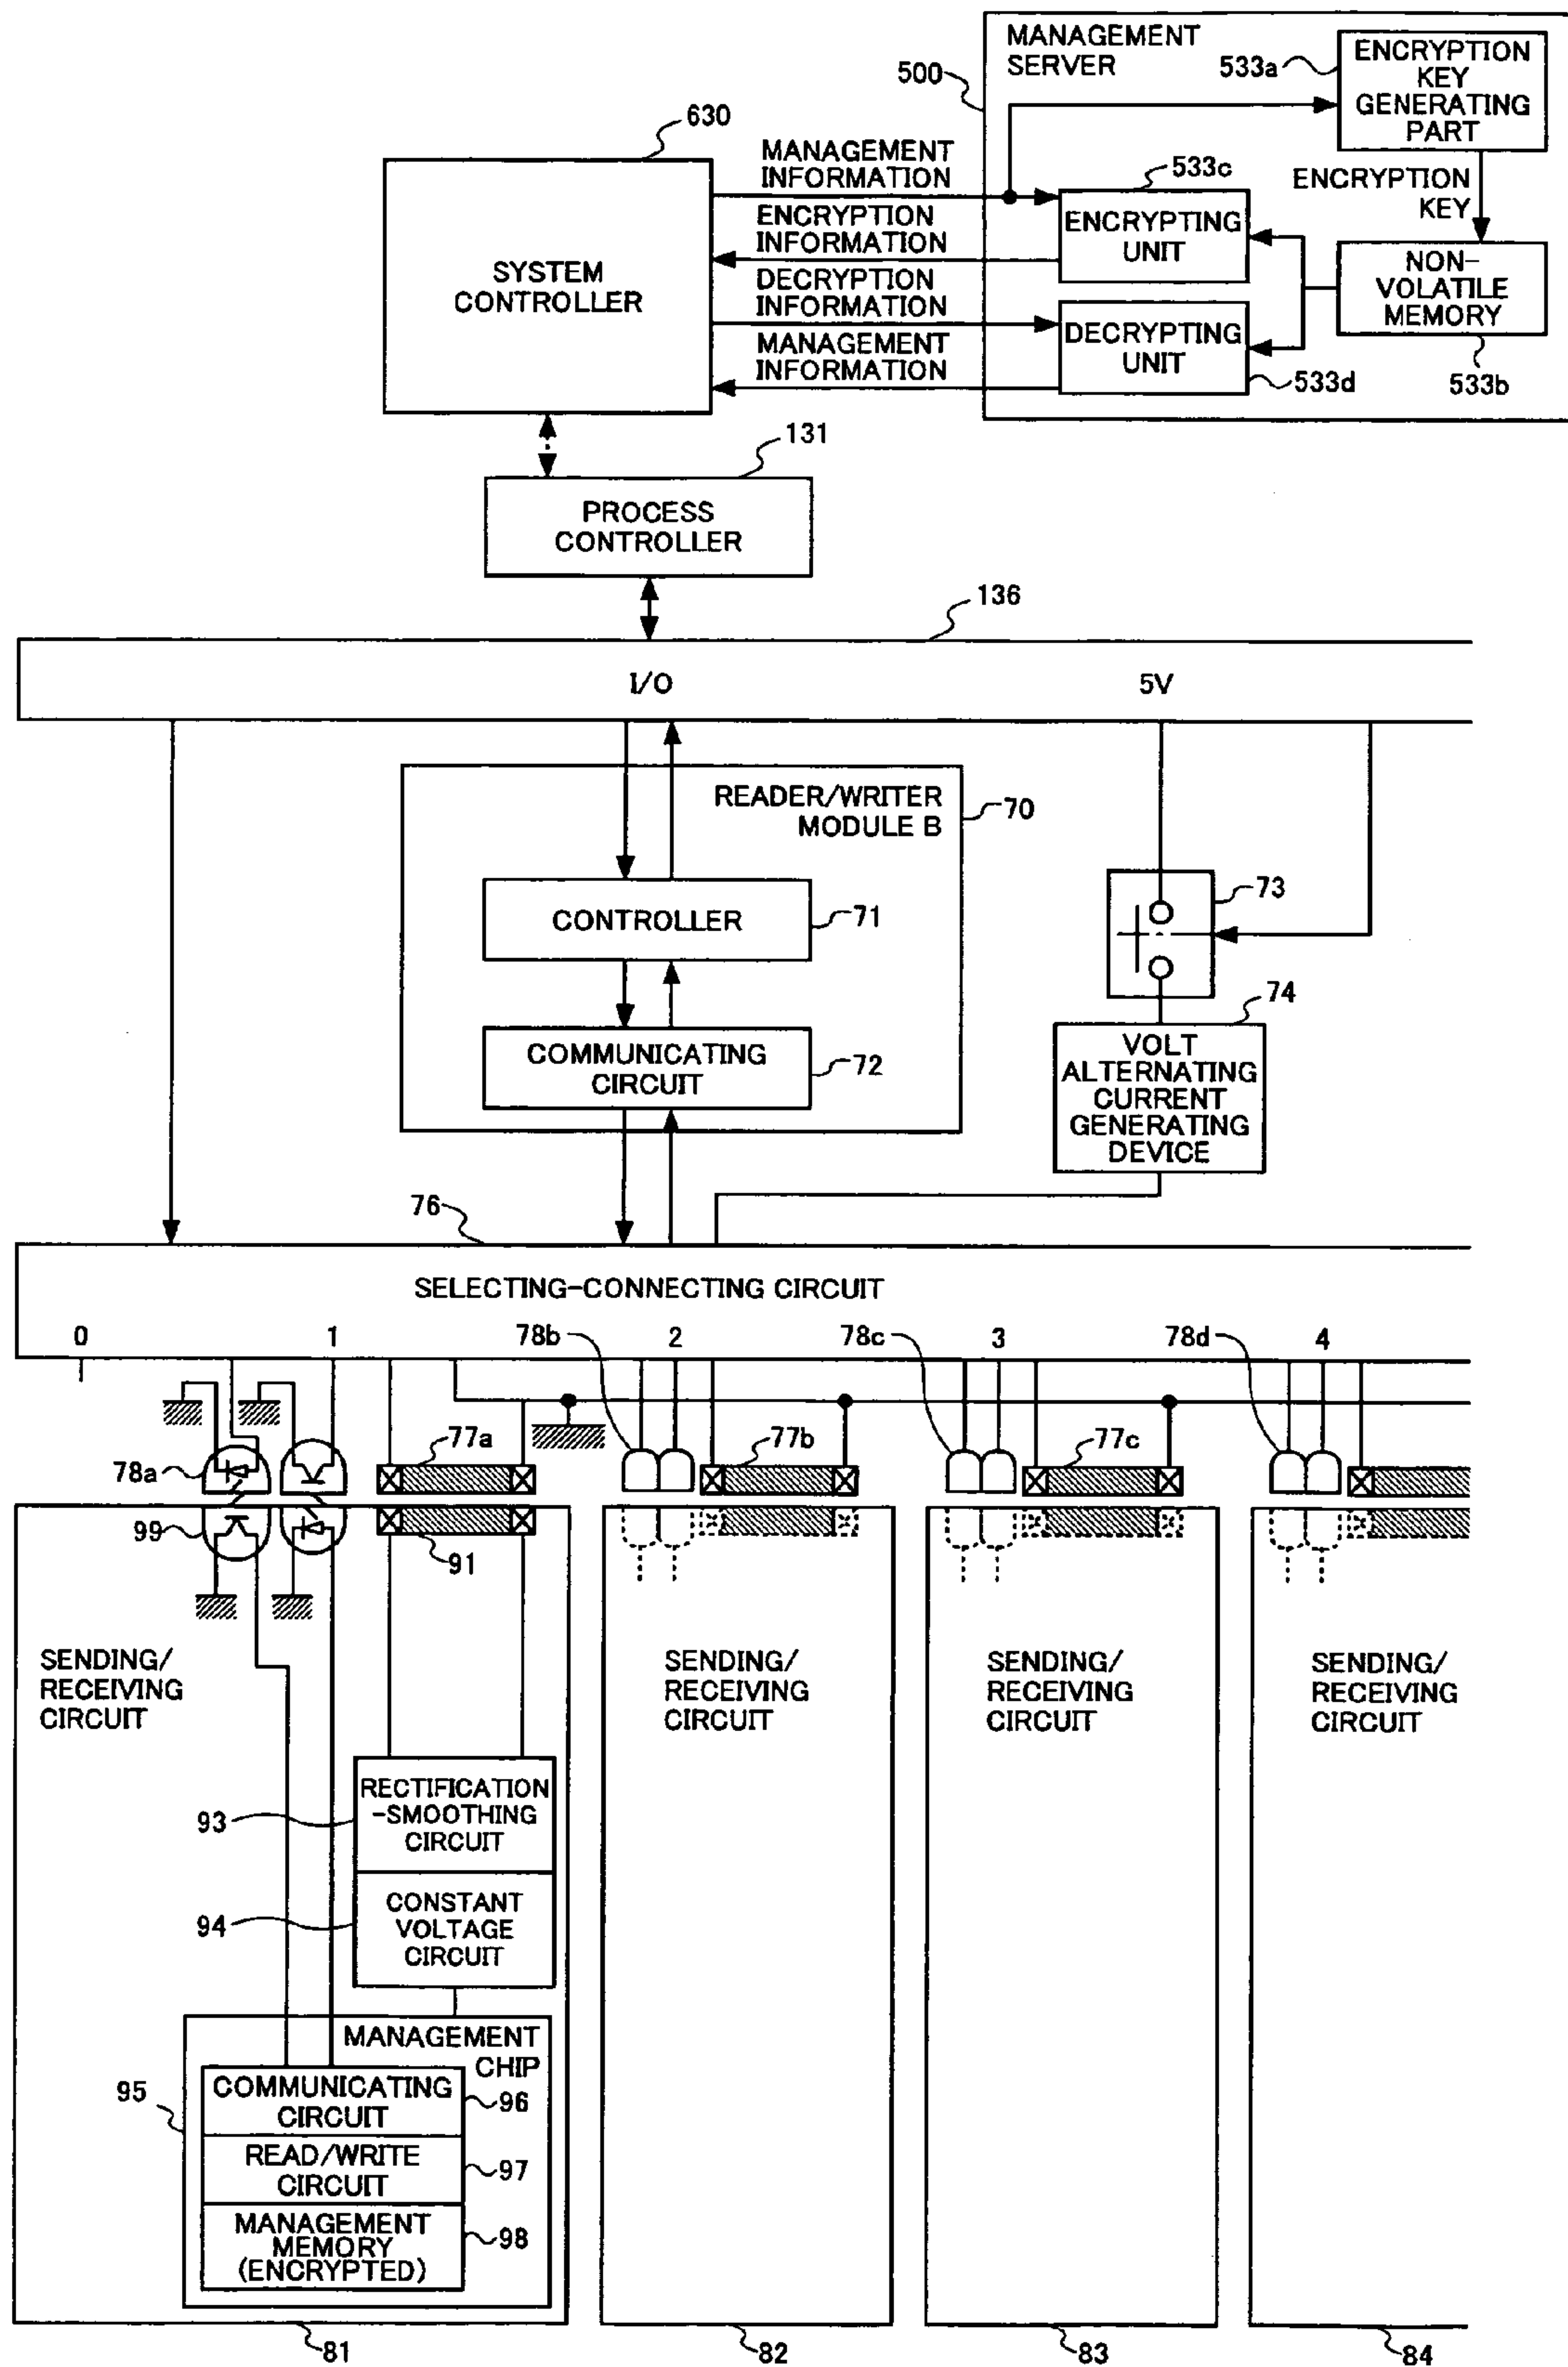 MANAGEMENT
SERVER
500
533a
ENCRYPTION
KEY
GENERATING
PART
630
MANAGEMENT
INFORMATION
533c
ENCRYPTION
KEY
ENCRYPTION
INFORMATION
ENCRYPTING
UNIT
SYSTEM
CONTROLLER
DECRYPTION
INFORMATION
NON-
VOLATILE
MEMORY
DECRYPTING
UNIT
MANAGEMENT
INFORMATION
533d
533b
131
PROCESS
CONTROLLER
136
I/O
5V
READER/WRITER
MODULE B
70
CONTROLLER
71
73
COMMUNICATING
CIRCUIT
72
74
VOLT
ALTERNATING
CURRENT
GENERATING
DEVICE
76
SELECTING-CONNECTING CIRCUIT
0
1
78b
2
78c
3
78d
4
78a
77a
77b
77c
99
91
SENDING/
RECEIVING
CIRCUIT
SENDING/
RECEIVING
CIRCUIT
SENDING/
RECEIVING
CIRCUIT
SENDING/
RECEIVING
CIRCUIT
RECTIFICATION
-SMOOTHING
CIRCUIT
93
CONSTANT
VOLTAGE
CIRCUIT
94
MANAGEMENT
CHIP
95
COMMUNICATING
CIRCUIT
96
READ/WRITE
CIRCUIT
97
MANAGEMENT
MEMORY
(ENCRYPTED)
98
81
82
83
84